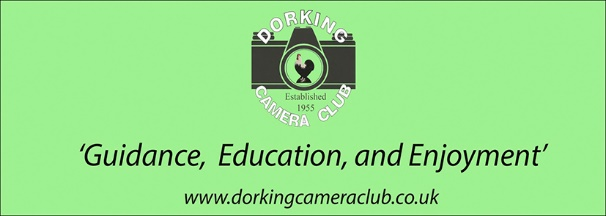 DORKING
Established
1955
CAMERA CLUB
‘Guidance,  Education, and Enjoyment’
www.dorkingcameraclub.co.uk